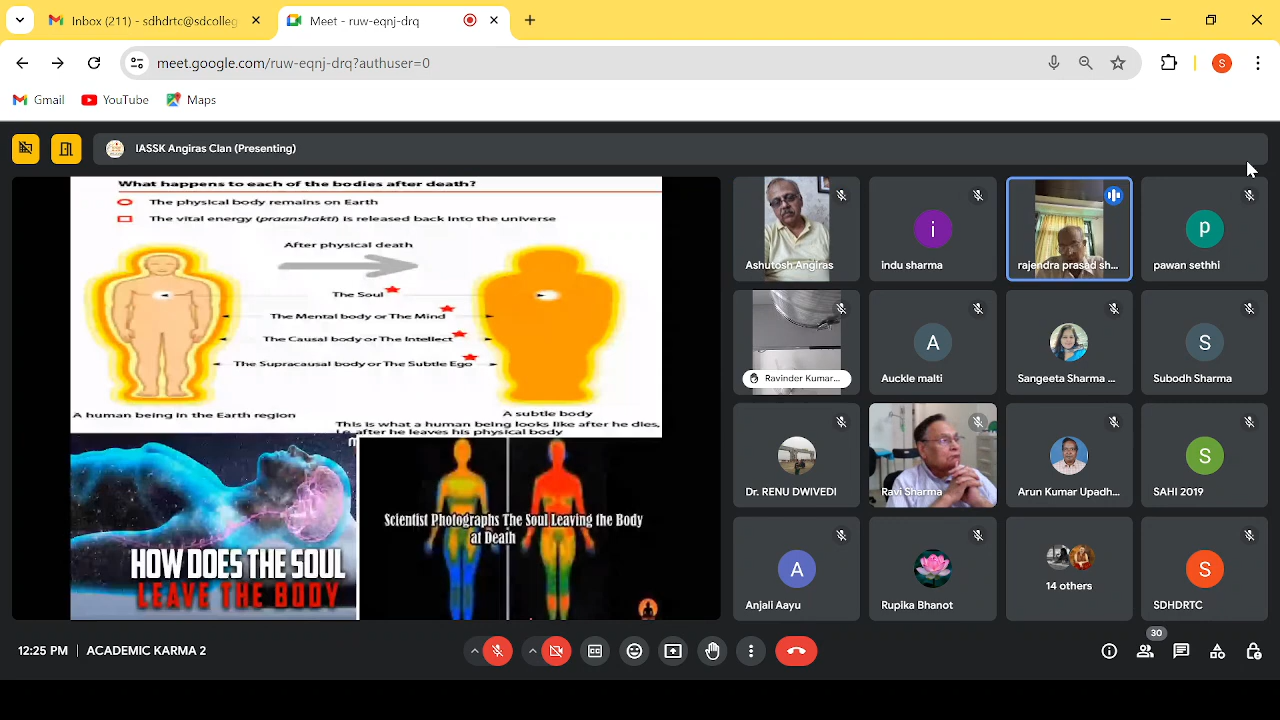 Inbox (211) - sdhdrtc@sdcolleg
Meet - ruw-eqnj-drq
meet.google.com/ruw-eqnj-drq?authuser=0
S
Gmail
YouTube
Maps
IASSK Angiras Clan (Presenting)
What happens to each of the bodies after death?
The physical body remains on Earth
The vital energy (praanshakti) is released back into the universe
After physical death
The Soul
The Mental body or The Mind
The Causal body or The Intellect
The Supracausal body or The Subtle Ego
A human being in the Earth region
A subtle body
This is what a human being looks like after he dies,
i.e after he leaves his physical body
HOW DOES THE SOUL
LEAVE THE BODY
Scientist Photographs The Soul Leaving the Body
at Death
Ashutosh Angiras
i
indu sharma
rajendra prasad sh...
p
pawan sethhi
Ravinder Kumar...
A
Auckle malti
Sangeeta Sharma ...
S
Subodh Sharma
Dr. RENU DWIVEDI
Ravi Sharma
Arun Kumar Upadh...
S
SAHI 2019
A
Anjali Aayu
Rupika Bhanot
14 others
S
SDHDRTC
12:25 PM | ACADEMIC KARMA 2
30